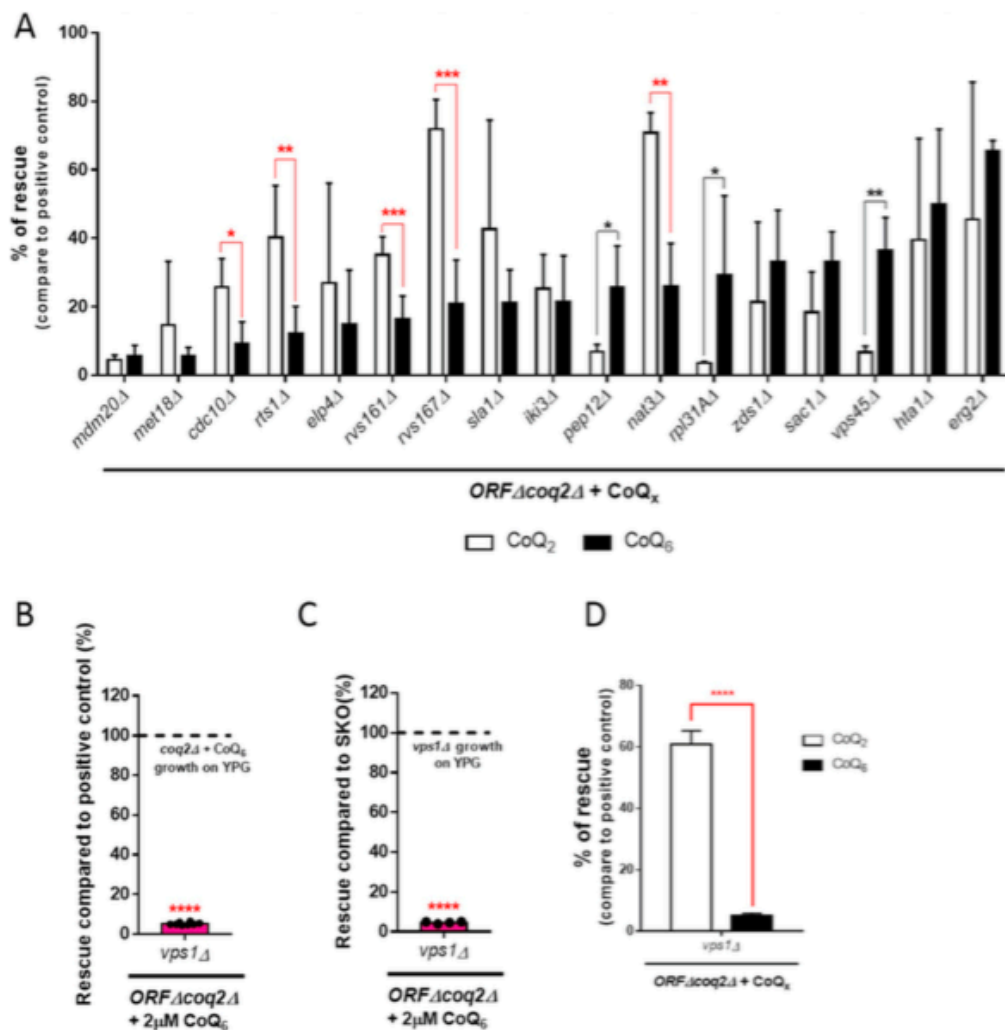 A
% of rescue
(compare to positive control)
100
80
60
40
20
0
*
**
***
***
*
**
*
**
mdm20Δ
met18Δ
cdc10Δ
rts1Δ
elp4Δ
rvs161Δ
rvs167Δ
sla1Δ
iki3Δ
pep12Δ
nat3Δ
rpl31AΔ
zds1Δ
sac1Δ
vps45Δ
hta1Δ
erg2Δ
ORFΔcoq2Δ + CoQₓ
CoQ₂
CoQ₆
B
Rescue compared to positive control (%)
120
100
80
60
40
20
0
coq2Δ + CoQ₆
growth on YPG
****
vps1Δ
ORFΔcoq2Δ
+ 2μM CoQ₆
C
Rescue compared to SKO(%)
120
100
80
60
40
20
0
vps1Δ growth
on YPG
****
vps1Δ
ORFΔcoq2Δ
+ 2μM CoQ₆
D
% of rescue
(compare to positive control)
80
60
40
20
0
****
CoQ₂
CoQ₆
vps1Δ
ORFΔcoq2Δ + CoQₓ